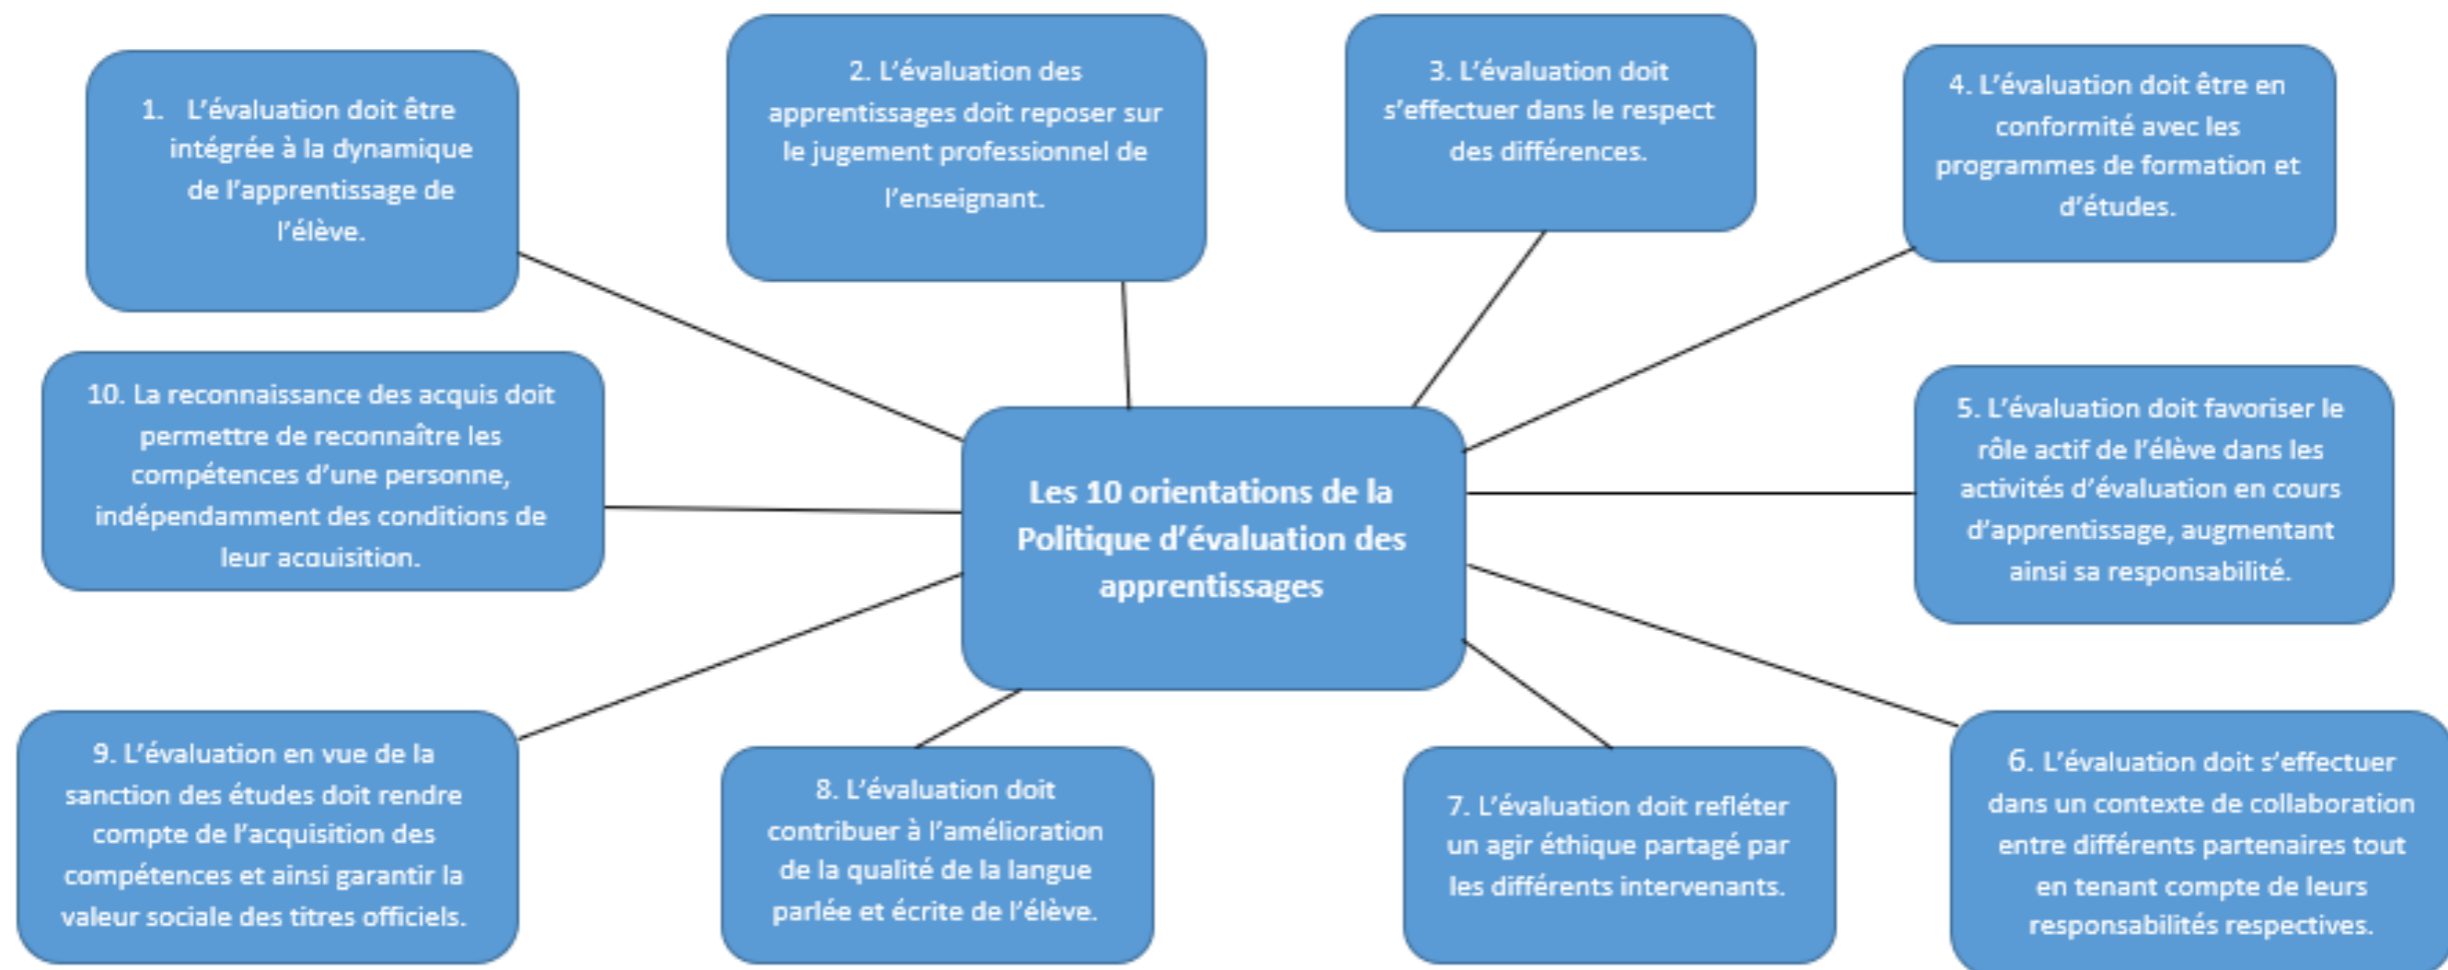 1. L'évaluation doit être
intégrée à la dynamique
de l'apprentissage de
l'élève.
2. L'évaluation des
apprentissages doit reposer sur
le jugement professionnel de
l'enseignant.
3. L'évaluation doit
s'effectuer dans le respect
des différences.
4. L'évaluation doit être en
conformité avec les
programmes de formation et
d'études.
10. La reconnaissance des acquis doit
permettre de reconnaître les
compétences d'une personne,
indépendamment des conditions de
leur acquisition.
Les 10 orientations de la
Politique d'évaluation des
apprentissages
5. L'évaluation doit favoriser le
rôle actif de l'élève dans les
activités d'évaluation en cours
d'apprentissage, augmentant
ainsi sa responsabilité.
9. L'évaluation en vue de la
sanction des études doit rendre
compte de l'acquisition des
compétences et ainsi garantir la
valeur sociale des titres officiels.
8. L'évaluation doit
contribuer à l'amélioration
de la qualité de la langue
parlée et écrite de l'élève.
7. L'évaluation doit refléter
un agir éthique partagé par
les différents intervenants.
6. L'évaluation doit s'effectuer
dans un contexte de collaboration
entre différents partenaires tout
en tenant compte de leurs
responsabilités respectives.